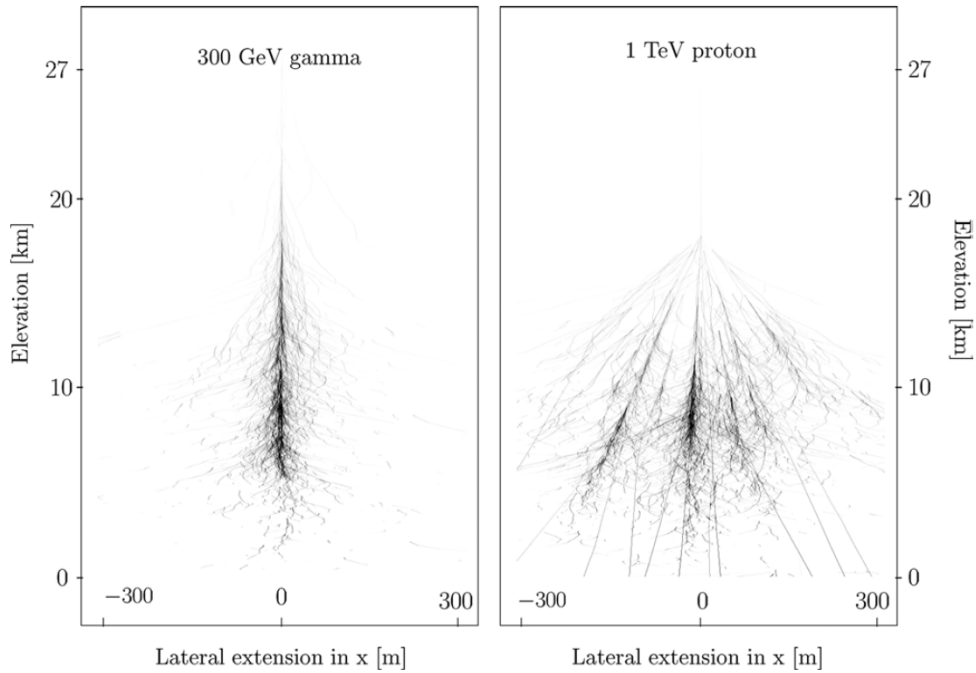 300 GeV gamma
27
20
10
0
Elevation [km]
−300
0
300
Lateral extension in x [m]
1 TeV proton
27
20
10
0
Elevation [km]
−300
0
300
Lateral extension in x [m]